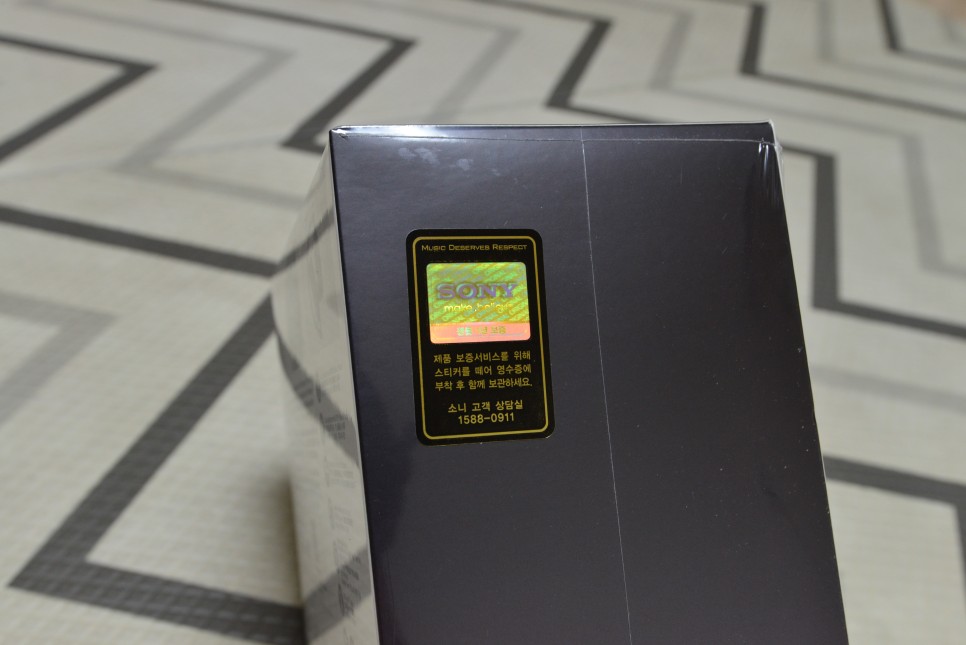 MUSIC DESERVES RESPECT
SONY
make.believe
제품 보증서비스를 위해
스티커를 떼어 영수증에
부착 후 함께 보관하세요.
소니 고객 상담실
1588-0911